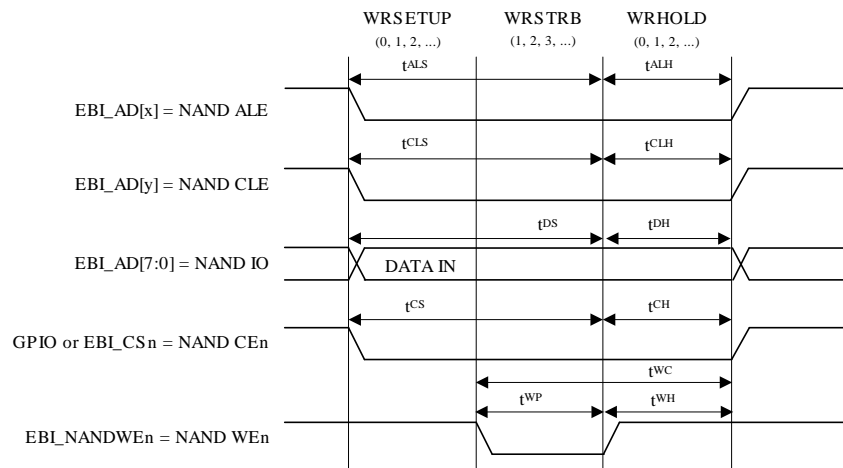 WRSETUP WRSTRB WRHOLD
(0, 1, 2, ...) (1, 2, 3, ...) (0, 1, 2, ...)
tALS tALH
EBI_AD[x] = NAND ALE
tCLS tCLH
EBI_AD[y] = NAND CLE
tDS tDH
EBI_AD[7:0] = NAND IO DATA IN
tCS tCH
GPIO or EBI_CSn = NAND CEn
tWC
tWP tWH
EBI_NANDWEn = NAND WEn